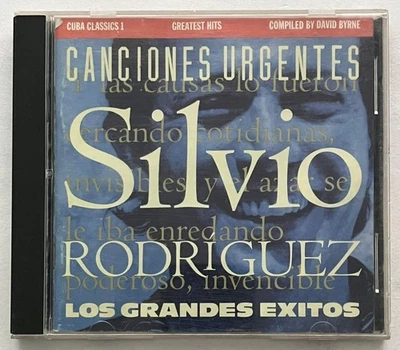 CUBA CLASSICS 1 GREATEST HITS COMPILED BY DAVID BYRNE
CANCIONES URGENTES
Y las causas lo fueron
Silvio
cercando cotidianas,
invisibles y el azar se
le iba enredando
RODRIGUEZ
poderoso, invencible
LOS GRANDES EXITOS